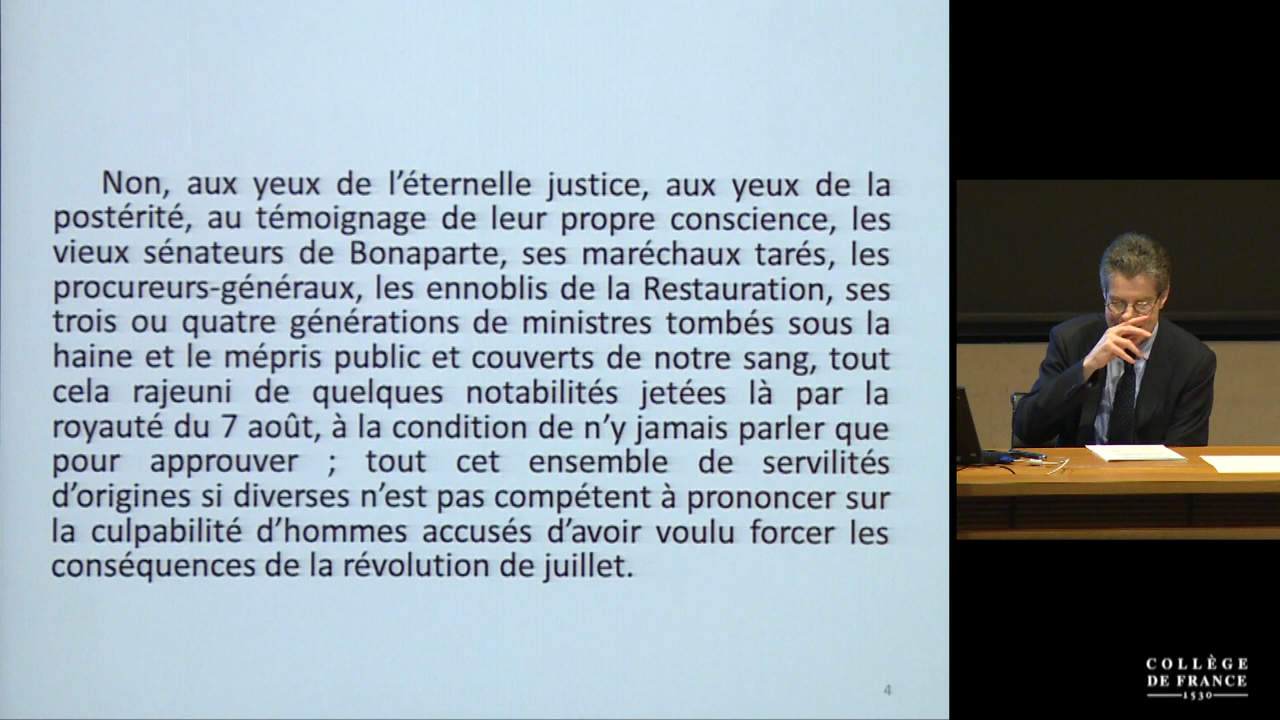 Non, aux yeux de l’éternelle justice, aux yeux de la
postérité, au témoignage de leur propre conscience, les
vieux sénateurs de Bonaparte, ses maréchaux tarés, les
procureurs-généraux, les ennoblis de la Restauration, ses
trois ou quatre générations de ministres tombés sous la
haine et le mépris public et couverts de notre sang, tout
cela rajeuni de quelques notabilités jetées là par la
royauté du 7 août, à la condition de n’y jamais parler que
pour approuver ; tout cet ensemble de servilités
d’origines si diverses n’est pas compétent à prononcer sur
la culpabilité d’hommes accusés d’avoir voulu forcer les
conséquences de la révolution de juillet.
4
COLLÈGE
DE FRANCE
1530